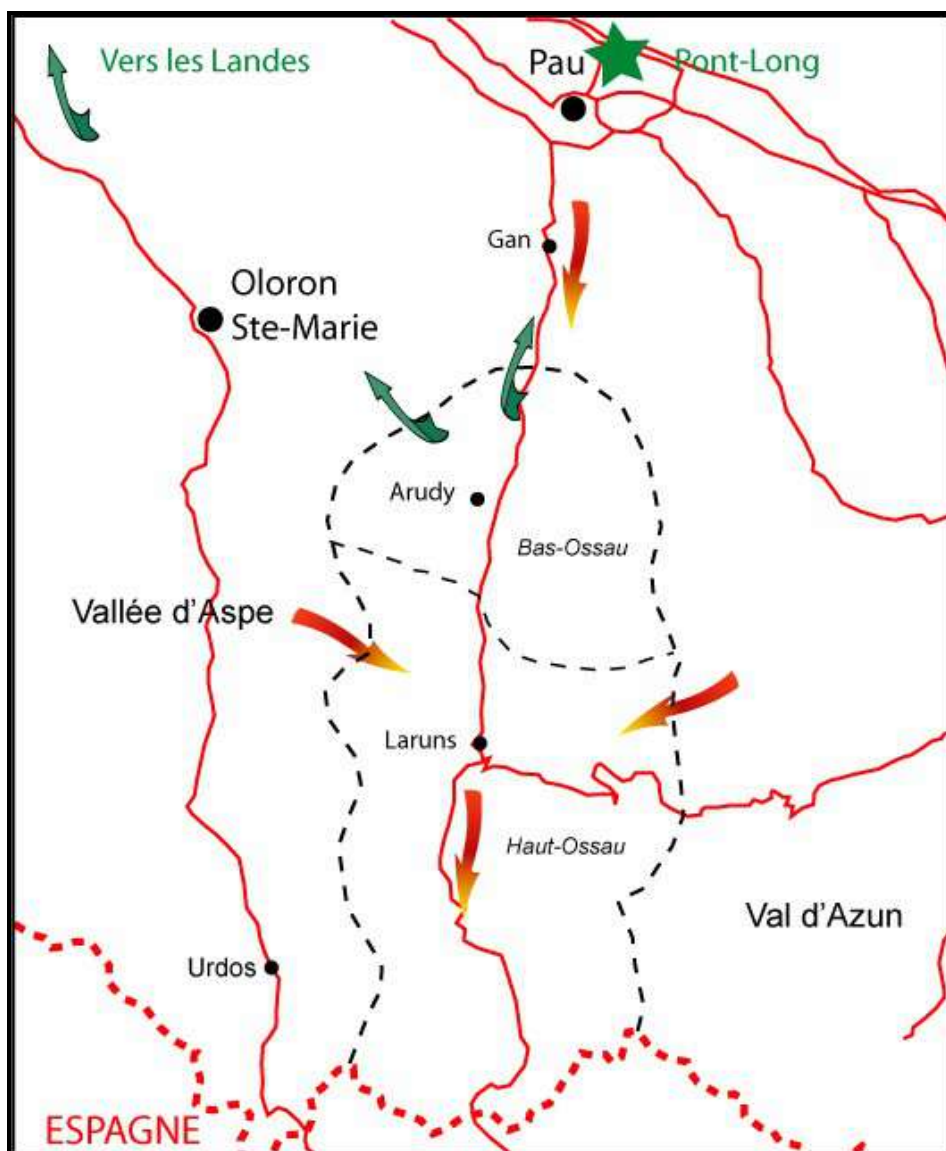 Vers les Landes
Pau
Pont-Long
Gan
Oloron
Ste-Marie
Arudy
Bas-Ossau
Vallée d'Aspe
Laruns
Haut-Ossau
Val d'Azun
Urdos
ESPAGNE